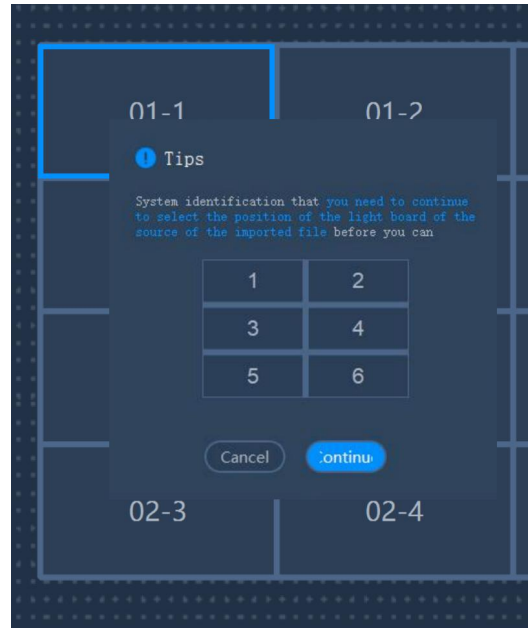 01-1 01-2
Tips
System identification that you need to continue
to select the position of the light board of the
source of the imported file before you can
1 2
3 4
5 6
Cancel Continu
02-3 02-4